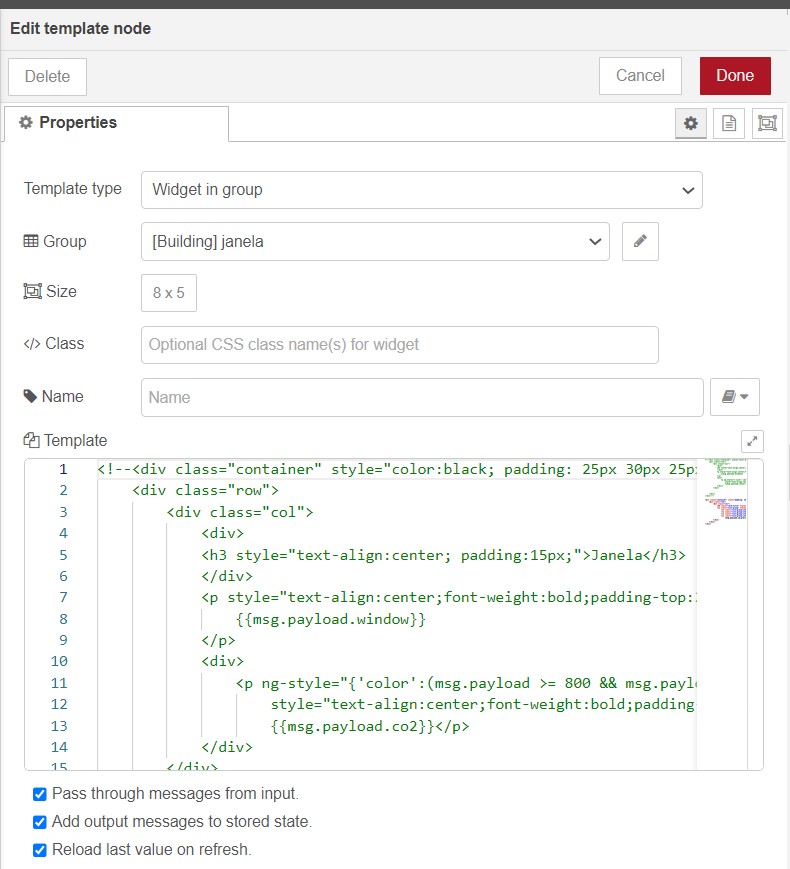 Edit template node
Delete
Cancel
Done
Properties
Template type
Widget in group
Group
[Building] janela
Size
8 x 5
</> Class
Optional CSS class name(s) for widget
Name
Name
Template
1 <!--<div class="container" style="color:black; padding: 25px 30px 25px
2 <div class="row">
3 <div class="col">
4 <div>
5 <h3 style="text-align:center; padding:15px;">Janela</h3>
6 </div>
7 <p style="text-align:center;font-weight:bold;padding-top:
8 {{msg.payload.window}}
9 </p>
10 <div>
11 <p ng-style="{'color':(msg.payload >= 800 && msg.paylo
12 style="text-align:center;font-weight:bold;padding
13 {{msg.payload.co2}}</p>
14 </div>
15 </div>
Pass through messages from input.
Add output messages to stored state.
Reload last value on refresh.